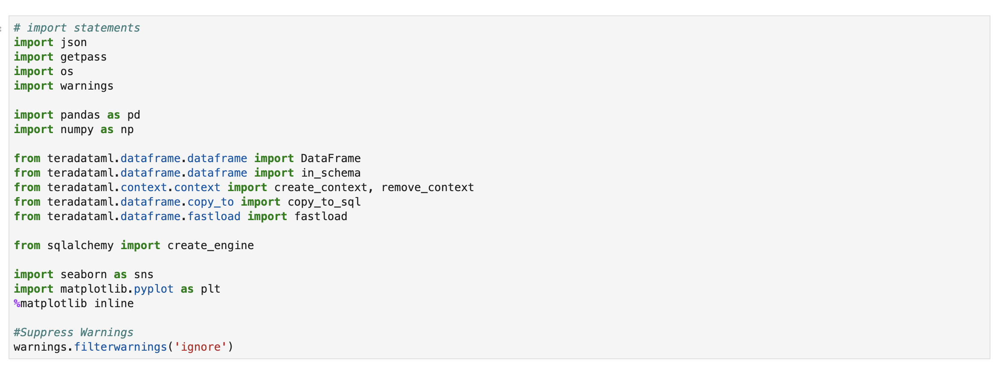 # import statements
import json
import getpass
import os
import warnings

import pandas as pd
import numpy as np

from teradataml.dataframe.dataframe import DataFrame
from teradataml.dataframe.dataframe import in_schema
from teradataml.context.context import create_context, remove_context
from teradataml.dataframe.copy_to import copy_to_sql
from teradataml.dataframe.fastload import fastload

from sqlalchemy import create_engine

import seaborn as sns
import matplotlib.pyplot as plt
%matplotlib inline

#Suppress Warnings
warnings.filterwarnings('ignore')